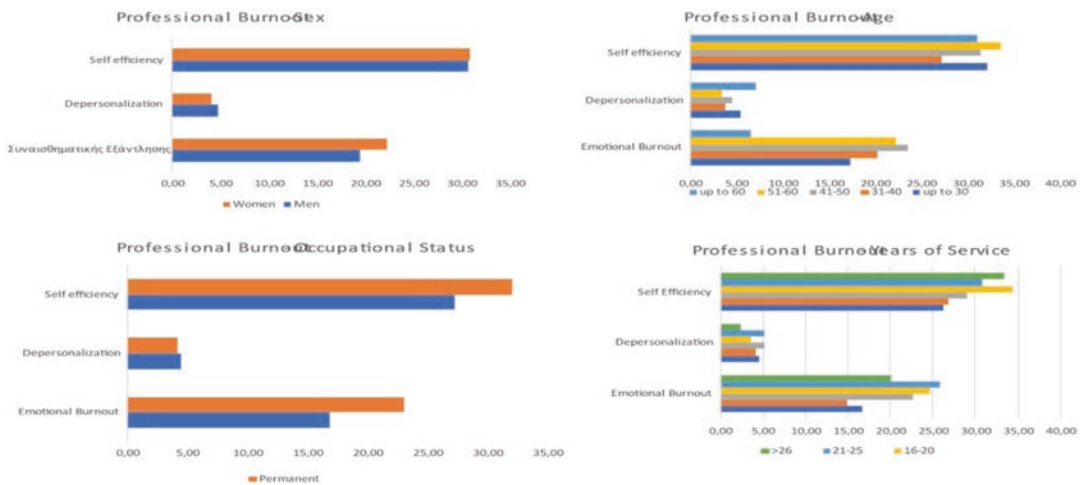 Professional Burnout-Sex
Self efficiency
Depersonalization
Συναισθηματικής Εξάντλησης
0,00 5,00 10,00 15,00 20,00 25,00 30,00 35,00
Women Men
Professional Burnout-Age
Self efficiency
Depersonalization
Emotional Burnout
0,00 5,00 10,00 15,00 20,00 25,00 30,00 35,00 40,00
up to 60 51-60 41-50 31-40 up to 30
Professional Burnout-Occupational Status
Self efficiency
Depersonalization
Emotional Burnout
0,00 5,00 10,00 15,00 20,00 25,00 30,00 35,00
Permanent
Professional Burnout-Years of Service
Self Efficiency
Depersonalization
Emotional Burnout
0,00 5,00 10,00 15,00 20,00 25,00 30,00 35,00 40,00
>26 21-25 16-20